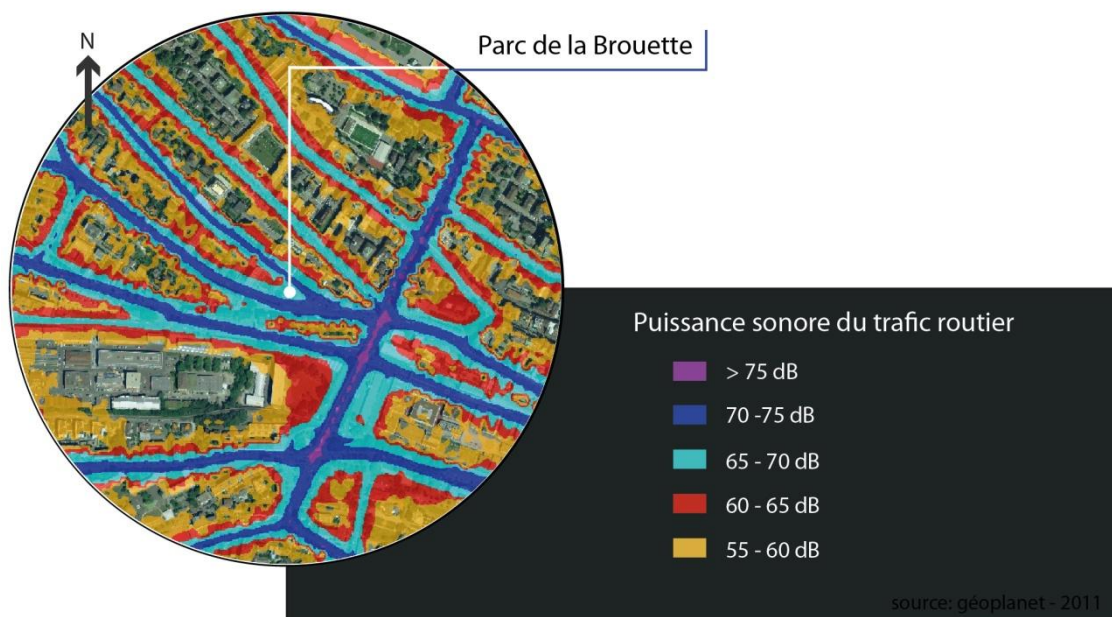 Parc de la Brouette
N
Puissance sonore du trafic routier
> 75 dB
70 -75 dB
65 - 70 dB
60 - 65 dB
55 - 60 dB
source: géoplanet - 2011